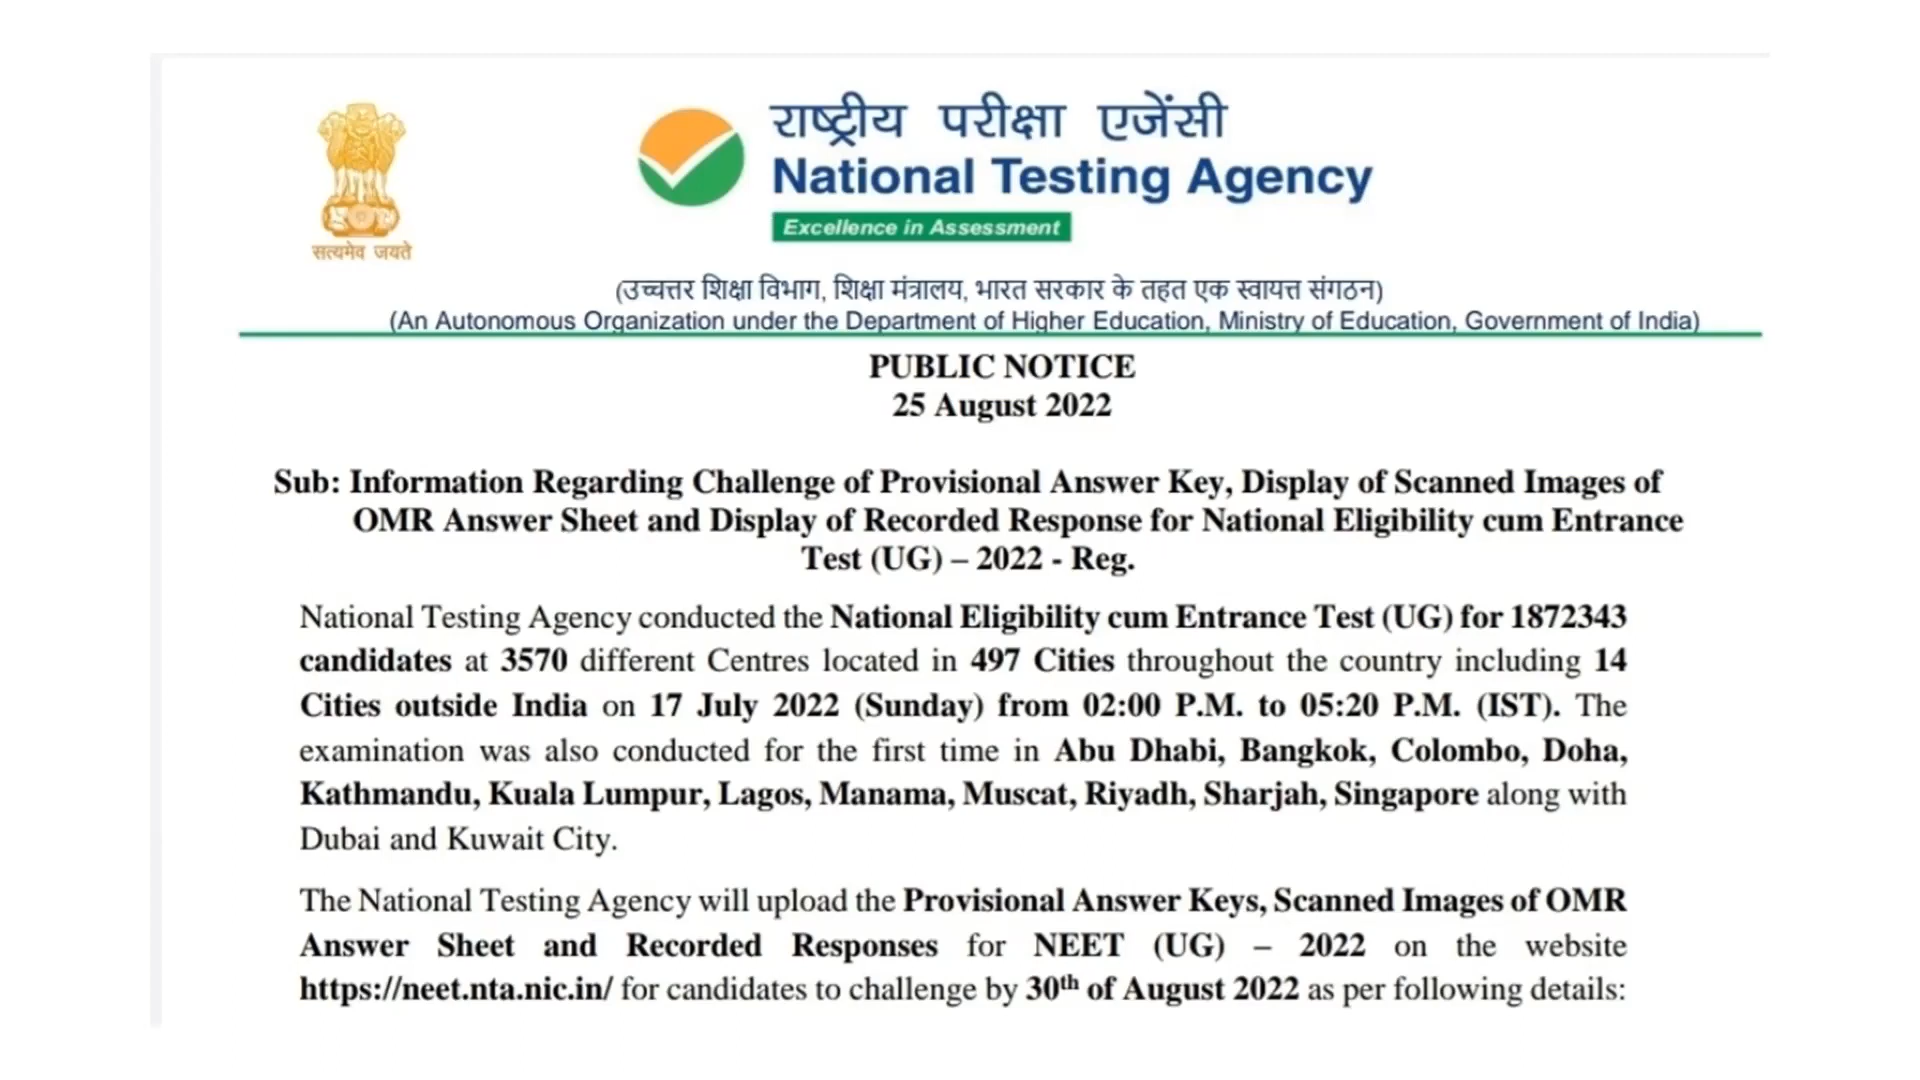 सत्यमेव जयते
राष्ट्रीय परीक्षा एजेंसी
National Testing Agency
Excellence in Assessment
(उच्चत्तर शिक्षा विभाग, शिक्षा मंत्रालय, भारत सरकार के तहत एक स्वायत्त संगठन)
(An Autonomous Organization under the Department of Higher Education, Ministry of Education, Government of India)
PUBLIC NOTICE
25 August 2022
Sub: Information Regarding Challenge of Provisional Answer Key, Display of Scanned Images of
OMR Answer Sheet and Display of Recorded Response for National Eligibility cum Entrance
Test (UG) – 2022 - Reg.
National Testing Agency conducted the National Eligibility cum Entrance Test (UG) for 1872343
candidates at 3570 different Centres located in 497 Cities throughout the country including 14
Cities outside India on 17 July 2022 (Sunday) from 02:00 P.M. to 05:20 P.M. (IST). The
examination was also conducted for the first time in Abu Dhabi, Bangkok, Colombo, Doha,
Kathmandu, Kuala Lumpur, Lagos, Manama, Muscat, Riyadh, Sharjah, Singapore along with
Dubai and Kuwait City.
The National Testing Agency will upload the Provisional Answer Keys, Scanned Images of OMR
Answer Sheet and Recorded Responses for NEET (UG) – 2022 on the website
https://neet.nta.nic.in/ for candidates to challenge by 30th of August 2022 as per following details: